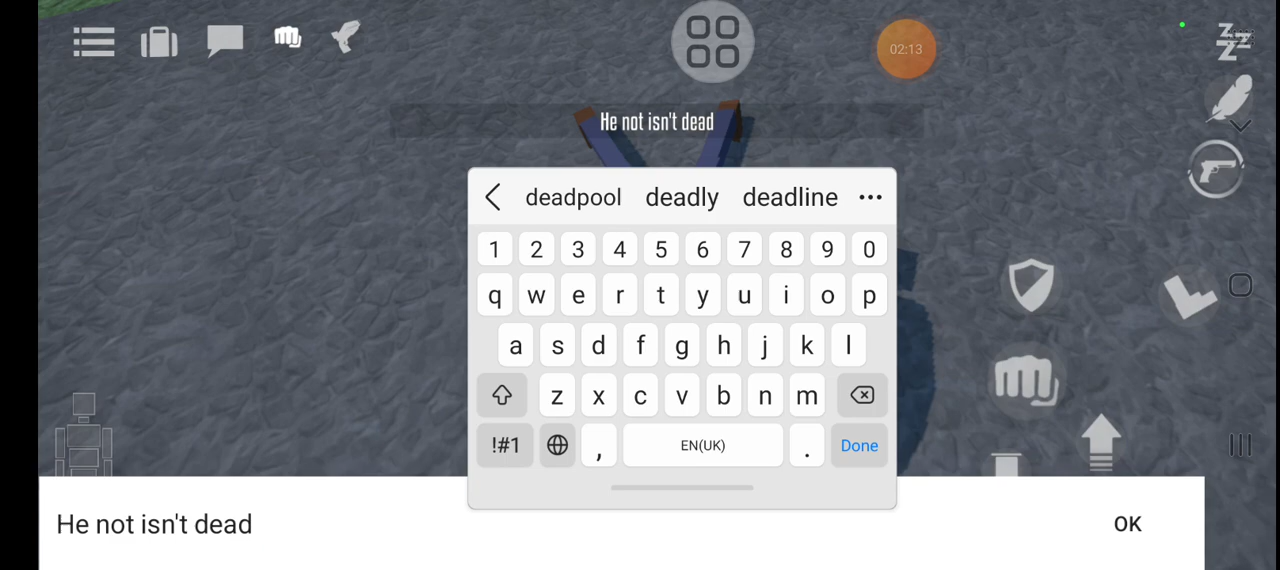 02:13
He not isn't dead
deadpool deadly deadline
1 2 3 4 5 6 7 8 9 0
q w e r t y u i o p
a s d f g h j k l
z x c v b n m
!#1 , EN(UK) . Done
He not isn't dead OK